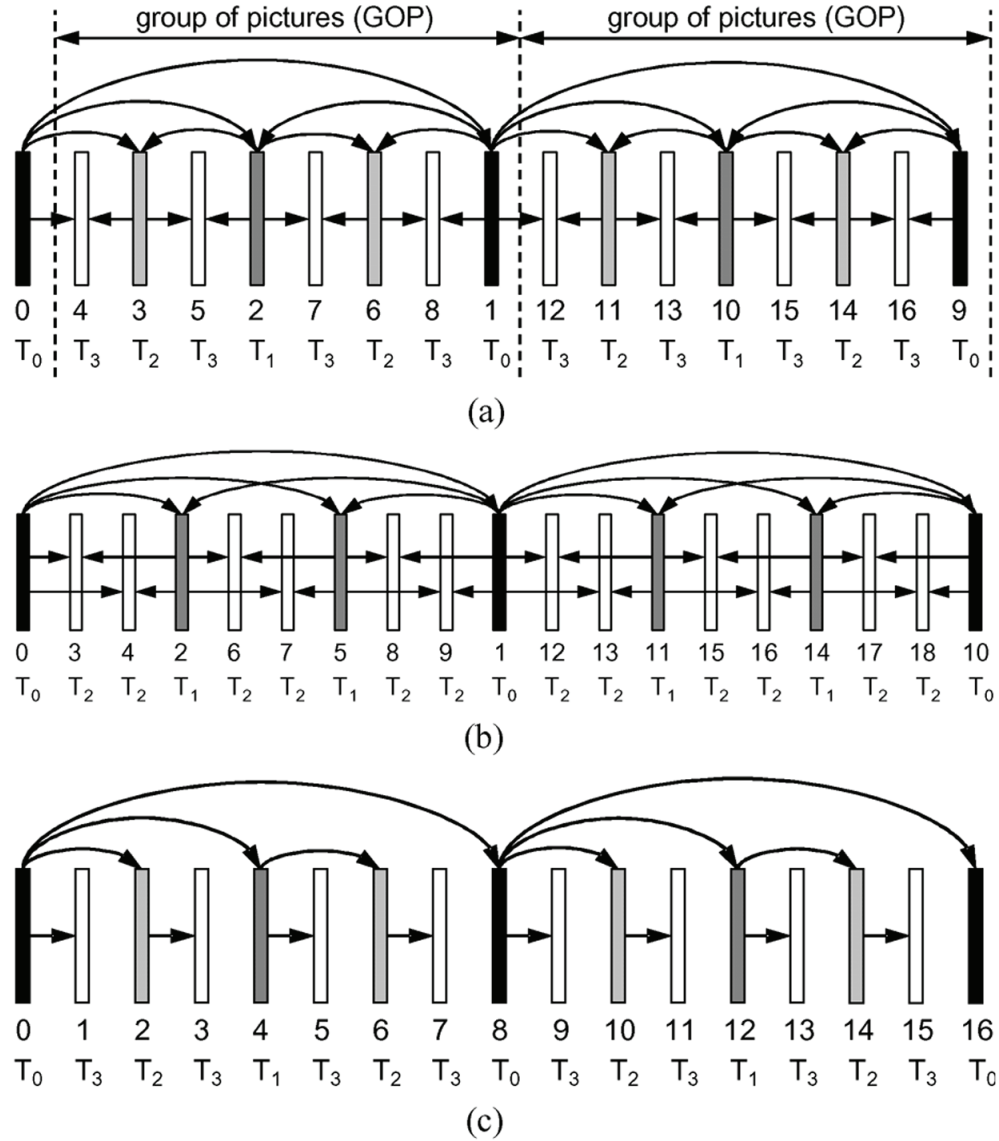 group of pictures (GOP) group of pictures (GOP)
0 4 3 5 2 7 6 8 1 12 11 13 10 15 14 16 9
T0 T3 T2 T3 T1 T3 T2 T3 T0 T3 T2 T3 T1 T3 T2 T3 T0
(a)
0 3 4 2 6 7 5 8 9 1 12 13 11 15 16 14 17 18 10
T0 T2 T2 T1 T2 T2 T1 T2 T2 T0 T2 T2 T1 T2 T2 T1 T2 T2 T0
(b)
0 1 2 3 4 5 6 7 8 9 10 11 12 13 14 15 16
T0 T3 T2 T3 T1 T3 T2 T3 T0 T3 T2 T3 T1 T3 T2 T3 T0
(c)